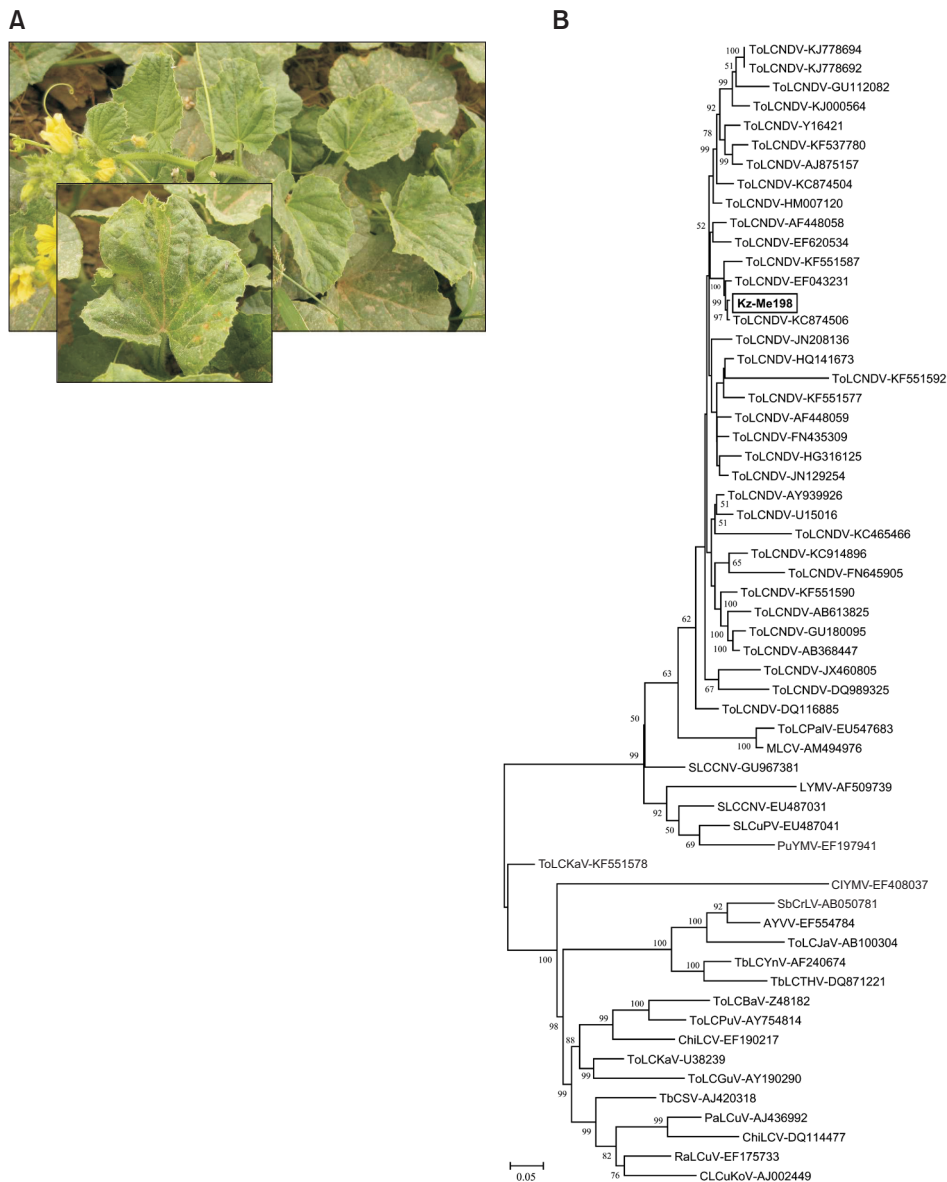 A
B
100
ToLCNDV-KJ778694
51
ToLCNDV-KJ778692
99
ToLCNDV-GU112082
92
ToLCNDV-KJ000564
78
ToLCNDV-Y16421
99
ToLCNDV-KF537780
99
ToLCNDV-AJ875157
ToLCNDV-KC874504
ToLCNDV-HM007120
52
ToLCNDV-AF448058
ToLCNDV-EF620534
ToLCNDV-KF551587
100
ToLCNDV-EF043231
99
Kz-Me198
97
ToLCNDV-KC874506
ToLCNDV-JN208136
ToLCNDV-HQ141673
ToLCNDV-KF551592
ToLCNDV-KF551577
ToLCNDV-AF448059
ToLCNDV-FN435309
ToLCNDV-HG316125
ToLCNDV-JN129254
ToLCNDV-AY939926
51
ToLCNDV-U15016
51
ToLCNDV-KC465466
ToLCNDV-KC914896
65
ToLCNDV-FN645905
ToLCNDV-KF551590
100
ToLCNDV-AB613825
100
ToLCNDV-GU180095
100
ToLCNDV-AB368447
62
ToLCNDV-JX460805
67
ToLCNDV-DQ989325
63
ToLCNDV-DQ116885
50
ToLCPalV-EU547683
100
MLCV-AM494976
99
SLCCNV-GU967381
LYMV-AF509739
92
SLCCNV-EU487031
50
SLCuPV-EU487041
69
PuYMV-EF197941
ToLCKaV-KF551578
ClYMV-EF408037
92
SbCrLV-AB050781
100
AYVV-EF554784
100
ToLCJaV-AB100304
100
TbLCYnV-AF240674
100
TbLCTHV-DQ871221
100
ToLCBaV-Z48182
99
ToLCPuV-AY754814
98
88
ChiLCV-EF190217
ToLCKaV-U38239
99
ToLCGuV-AY190290
99
TbCSV-AJ420318
99
PaLCuV-AJ436992
99
ChiLCV-DQ114477
82
RaLCuV-EF175733
76
CLCuKoV-AJ002449
0.05